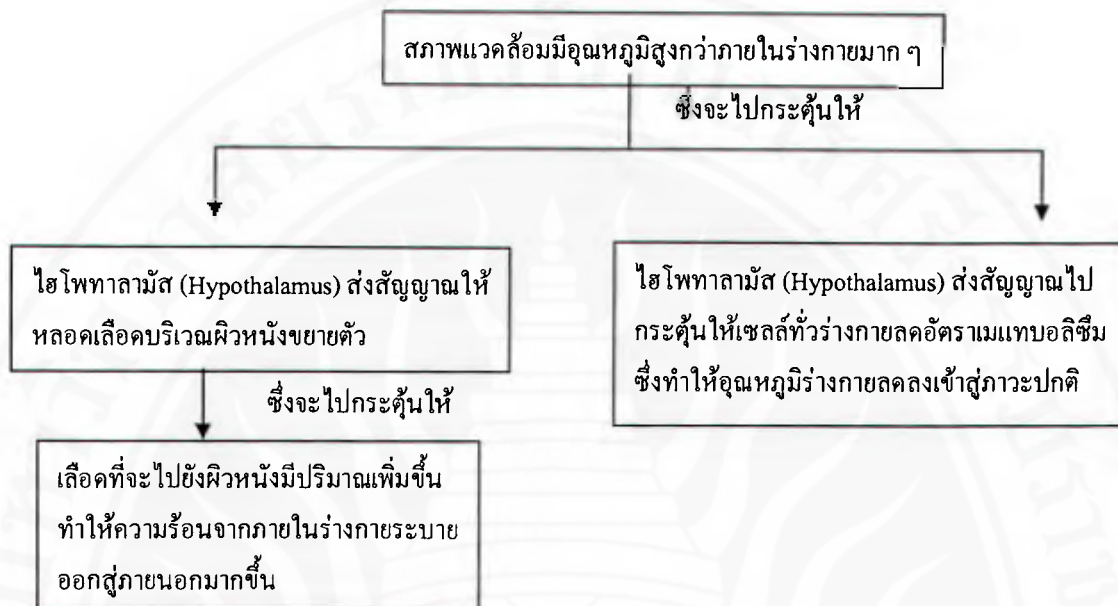 สภาพแวดล้อมมีอุณหภูมิสูงกว่าภายในร่างกายมาก ๆ
ซึ่งจะไปกระตุ้นให้
ไฮโพทาลามัส (Hypothalamus) ส่งสัญญาณให้
หลอดเลือดบริเวณผิวหนังขยายตัว
ไฮโพทาลามัส (Hypothalamus) ส่งสัญญาณไป
กระตุ้นให้เซลล์ทั่วร่างกายลดอัตราเมแทบอลิซึม
ซึ่งทำให้อุณหภูมิร่างกายลดลงเข้าสู่ภาวะปกติ
ซึ่งจะไปกระตุ้นให้
เลือดที่จะไปยังผิวหนังมีปริมาณเพิ่มขึ้น
ทำให้ความร้อนจากภายในร่างกายระบาย
ออกสู่ภายนอกมากขึ้น